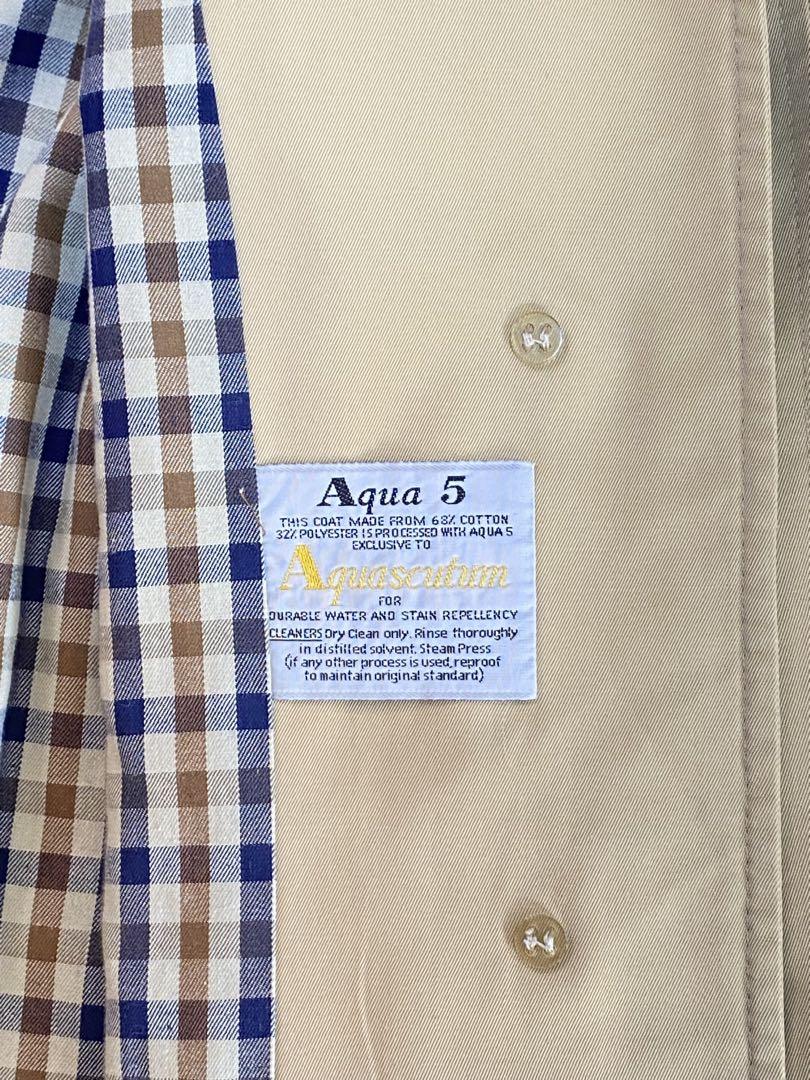 Aqua 5
THIS COAT MADE FROM 68% COTTON
32% POLYESTER IS PROCESSED WITH AQUA 5
EXCLUSIVE TO
Aquascutum
FOR
DURABLE WATER AND STAIN REPELLENCY
CLEANERS Dry Clean only. Rinse thoroughly
in distilled solvent. Steam Press
(if any other process is used, reproof
to maintain original standard)